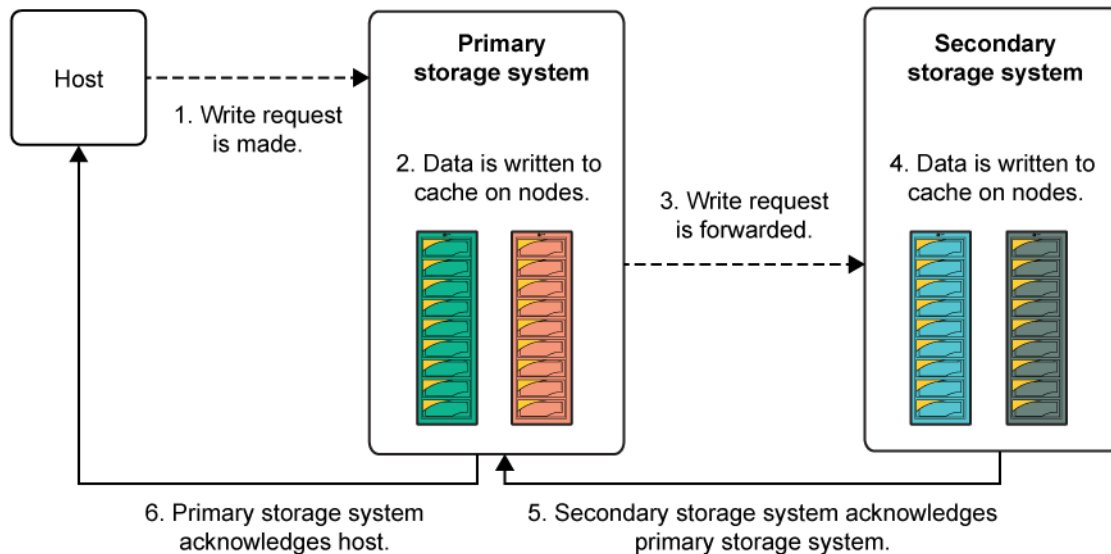 Host
1. Write request
is made.
Primary
storage system
2. Data is written to
cache on nodes.
3. Write request
is forwarded.
Secondary
storage system
4. Data is written to
cache on nodes.
5. Secondary storage system acknowledges
primary storage system.
6. Primary storage system
acknowledges host.